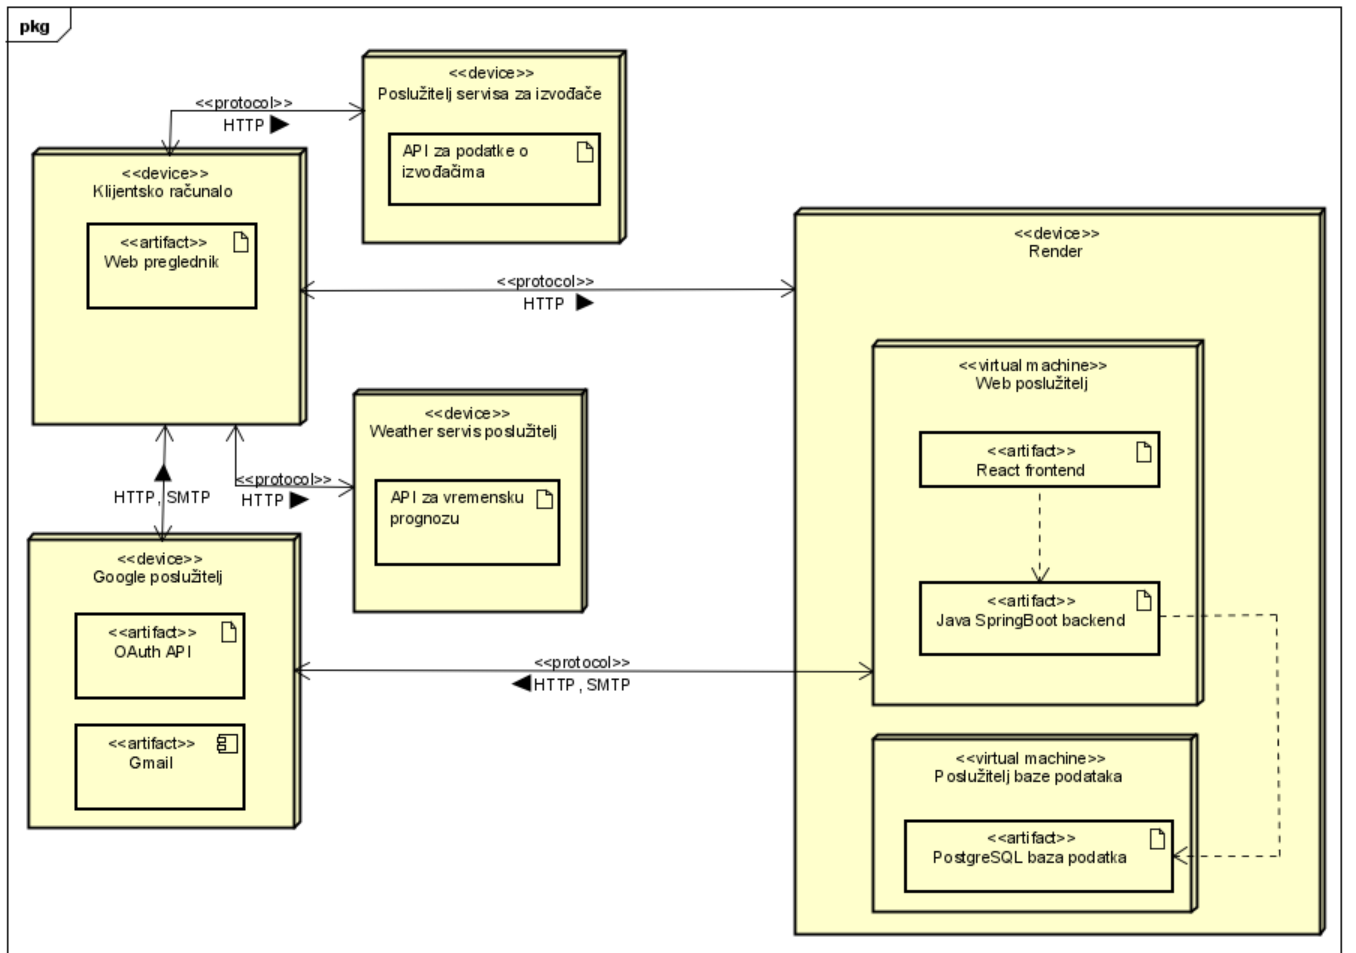 pkg
<<device>>
Poslužitelj servisa za izvođače
API za podatke o
izvođačima
<<protocol>>
HTTP
<<device>>
Klijentsko računalo
<<artifact>>
Web preglednik
<<protocol>>
HTTP
<<device>>
Render
<<virtual machine>>
Web poslužitelj
<<artifact>>
React frontend
<<artifact>>
Java SpringBoot backend
<<device>>
Weather servis poslužitelj
API za vremensku
prognozu
<<protocol>>
HTTP
HTTP, SMTP
<<device>>
Google poslužitelj
<<artifact>>
OAuth API
<<artifact>>
Gmail
<<protocol>>
HTTP, SMTP
<<virtual machine>>
Poslužitelj baze podataka
<<artifact>>
PostgreSQL baza podatka